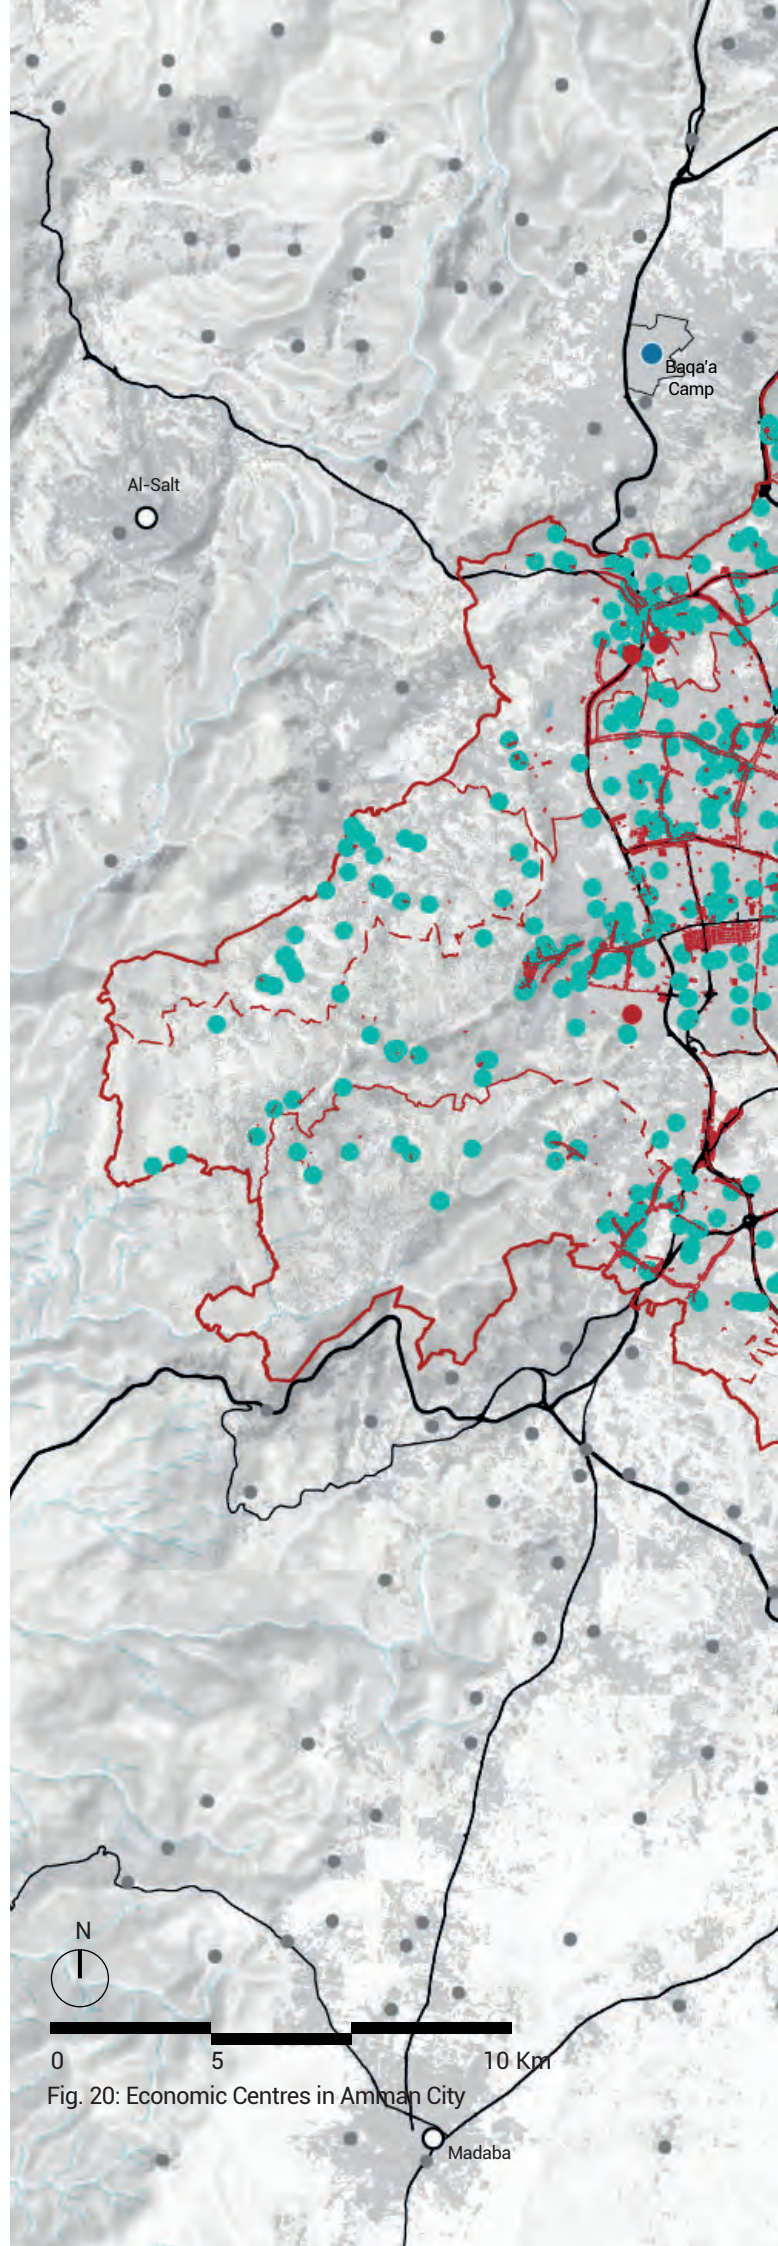 Baqa'a
Camp
Al-Salt
N
0 5 10 Km
Fig. 20: Economic Centres in Amman City
Madaba